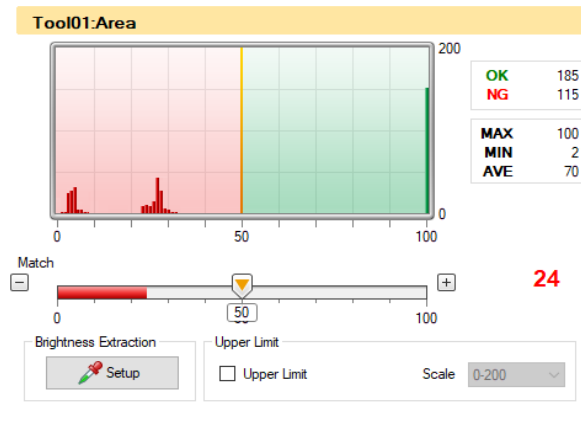 Tool01:Area
200
OK 185
NG 115
MAX 100
MIN 2
AVE 70
0
0 50 100
Match
24
50
0 100
Brightness Extraction
Setup
Upper Limit
Upper Limit
Scale 0-200